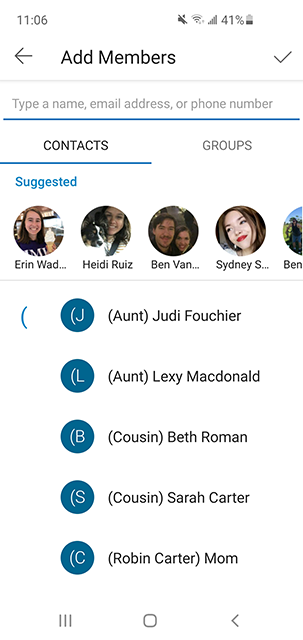 11:06 41%
Add Members
Type a name, email address, or phone number
CONTACTS GROUPS
Suggested
Erin Wad... Heidi Ruiz Ben Van... Sydney S... Ben
( (J (Aunt) Judi Fouchier
(L (Aunt) Lexy Macdonald
(B (Cousin) Beth Roman
(S (Cousin) Sarah Carter
(C (Robin Carter) Mom